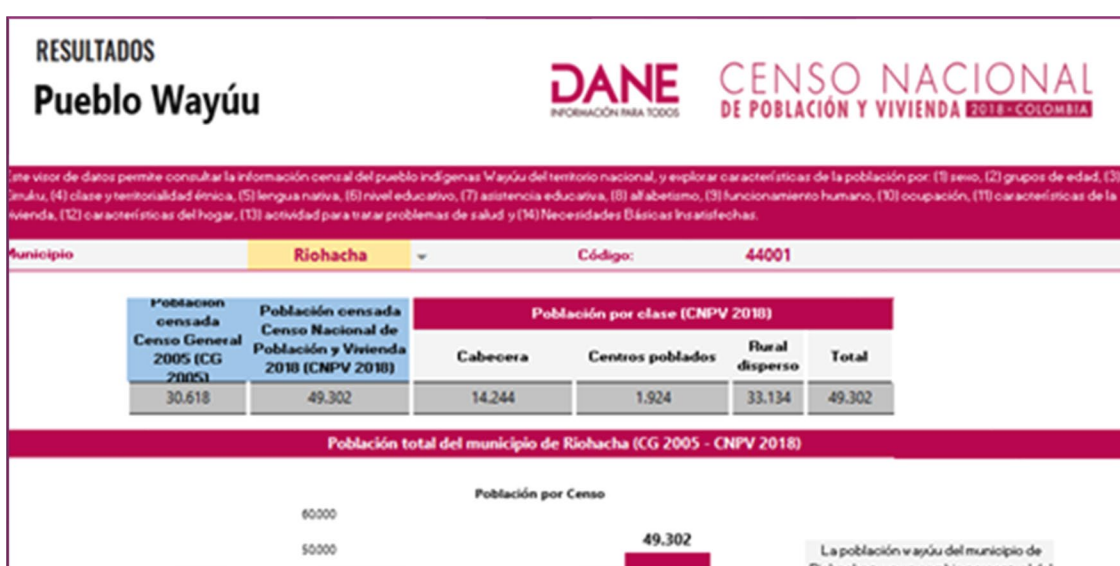 RESULTADOS
Pueblo Wayúu
DANE
INFORMACIÓN PARA TODOS
CENSO NACIONAL
DE POBLACIÓN Y VIVIENDA 2018 - COLOMBIA
ste visor de datos permite consultar la información censal del pueblo indígenas Wayúu del territorio nacional, y explorar características de la población por: (1) sexo, (2) grupos de edad, (3)
iruku, (4) clase y territorialidad étnica, (5) lengua nativa, (6) nivel educativo, (7) asistencia educativa, (8) alfabetismo, (9) funcionamiento humano, (10) ocupación, (11) características de la
vivienda, (12) características del hogar, (13) actividad para tratar problemas de salud y (14) Necesidades Básicas Insatisfechas.
Municipio Riohacha Código: 44001
Población censada Censo General 2005 (CG 2005)
Población censada Censo Nacional de Población y Vivienda 2018 (CNPV 2018)
Población por clase (CNPV 2018)
Cabecera Centros poblados Rural disperso Total
30.618 49.302 14.244 1.924 33.134 49.302
Población total del municipio de Riohacha (CG 2005 - CNPV 2018)
Población por Censo
60.000
49.302
50.000
La población wayúu del municipio de